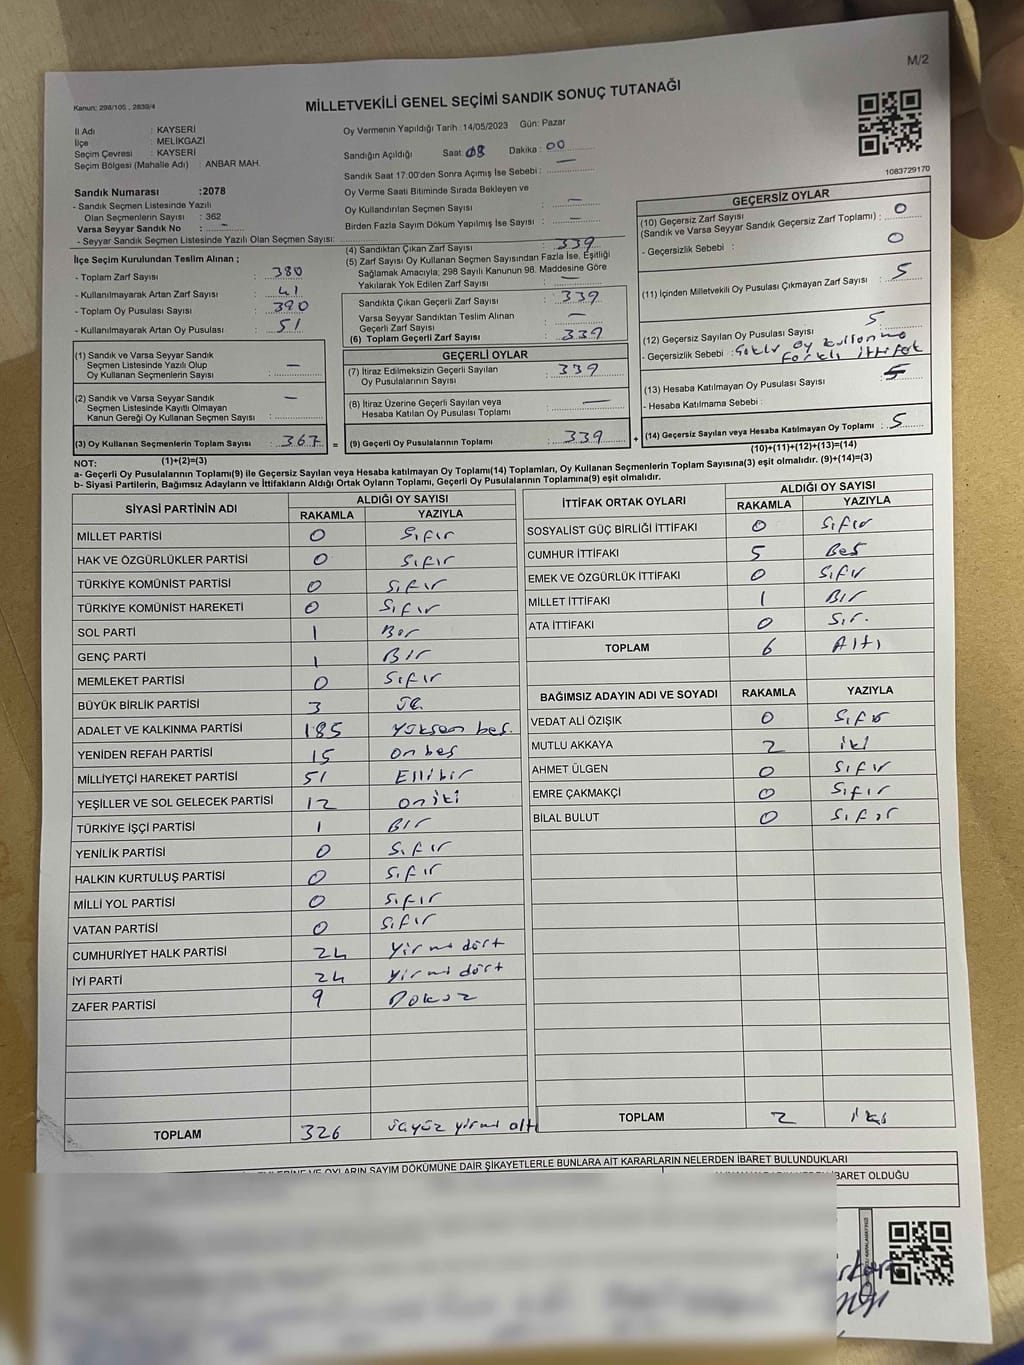 M/2
Kanun: 298/105 , 2839/4
MİLLETVEKİLİ GENEL SEÇİMİ SANDIK SONUÇ TUTANAĞI
İl Adı : KAYSERİ
İlçe : MELİKGAZİ
Seçim Çevresi : KAYSERİ
Seçim Bölgesi (Mahalle Adı) : ANBAR MAH.
Oy Vermenin Yapıldığı Tarih :14/05/2023 Gün: Pazar
Sandığın Açıldığı Saat: 08 Dakika: 00
Sandık Saat 17:00'den Sonra Açımış İse Sebebi : —
Oy Verme Saati Bitiminde Sırada Bekleyen ve
Oy Kullandırılan Seçmen Sayısı : —
Birden Fazla Sayım Döküm Yapılmış İse Sayısı : —
1083729170
Sandık Numarası :2078
- Sandık Seçmen Listesinde Yazılı
Olan Seçmenlerin Sayısı : 362
Varsa Seyyar Sandık No : —
- Seyyar Sandık Seçmen Listesinde Yazılı Olan Seçmen Sayısı:
İlçe Seçim Kurulundan Teslim Alınan ;
- Toplam Zarf Sayısı : 380
- Kullanılmayarak Artan Zarf Sayısı : 41
- Toplam Oy Pusulası Sayısı : 390
- Kullanılmayarak Artan Oy Pusulası : 51
(4) Sandıktan Çıkan Zarf Sayısı : 339
(5) Zarf Sayısı Oy Kullanan Seçmen Sayısından Fazla İse, Eşitliği
Sağlamak Amacıyla; 298 Sayılı Kanunun 98. Maddesine Göre
Yakılarak Yok Edilen Zarf Sayısı : —
Sandıkta Çıkan Geçerli Zarf Sayısı : 339
Varsa Seyyar Sandıktan Teslim Alınan
Geçerli Zarf Sayısı : —
(6) Toplam Geçerli Zarf Sayısı : 339
GEÇERSİZ OYLAR
(10) Geçersiz Zarf Sayısı
(Sandık ve Varsa Seyyar Sandık Geçersiz Zarf Toplamı) : 0
- Geçersizlik Sebebi : 0
(11) İçinden Milletvekili Oy Pusulası Çıkmayan Zarf Sayısı : 5
(12) Geçersiz Sayılan Oy Pusulası Sayısı : 5
- Geçersizlik Sebebi : Oy kullanma
Farklı ittifak
(13) Hesaba Katılmayan Oy Pusulası Sayısı : 5
- Hesaba Katılmama Sebebi :
(14) Geçersiz Sayılan veya Hesaba Katılmayan Oy Toplamı : 5
(10)+(11)+(12)+(13)=(14)
(1) Sandık ve Varsa Seyyar Sandık
Seçmen Listesinde Yazılı Olup
Oy Kullanan Seçmenlerin Sayısı : —
(2) Sandık ve Varsa Seyyar Sandık
Seçmen Listesinde Kayıtlı Olmayan
Kanun Gereği Oy Kullanan Seçmen Sayısı : —
(3) Oy Kullanan Seçmenlerin Toplam Sayısı : 367 =
(1)+(2)=(3)
GEÇERLİ OYLAR
(7) İtiraz Edilmeksizin Geçerli Sayılan
Oy Pusulalarının Sayısı : 339
(8) İtiraz Üzerine Geçerli Sayılan veya
Hesaba Katılan Oy Pusulası Toplamı : —
(9) Geçerli Oy Pusulalarının Toplamı : 339 +
NOT:
a- Geçerli Oy Pusulalarının Toplamı(9) ile Geçersiz Sayılan veya Hesaba katılmayan Oy Toplamı(14) Toplamları, Oy Kullanan Seçmenlerin Toplam Sayısına(3) eşit olmalıdır. (9)+(14)=(3)
b- Siyasi Partilerin, Bağımsız Adayların ve İttifakların Aldığı Ortak Oyların Toplamı, Geçerli Oy Pusulalarının Toplamına(9) eşit olmalıdır.
SİYASİ PARTİNİN ADI ALDIĞI OY SAYISI
RAKAMLA YAZIYLA
MİLLET PARTİSİ 0 Sıfır
HAK VE ÖZGÜRLÜKLER PARTİSİ 0 Sıfır
TÜRKİYE KOMÜNİST PARTİSİ 0 Sıfır
TÜRKİYE KOMÜNİST HAREKETİ 0 Sıfır
SOL PARTİ 1 Bir
GENÇ PARTİ 1 Bir
MEMLEKET PARTİSİ 0 Sıfır
BÜYÜK BİRLİK PARTİSİ 3 üç
ADALET VE KALKINMA PARTİSİ 185 Yüksen beş.
YENİDEN REFAH PARTİSİ 15 on beş
MİLLİYETÇİ HAREKET PARTİSİ 51 Ellibir
YEŞİLLER VE SOL GELECEK PARTİSİ 12 oniki
TÜRKİYE İŞÇİ PARTİSİ 1 Bir
YENİLİK PARTİSİ 0 Sıfır
HALKIN KURTULUŞ PARTİSİ 0 Sıfır
MİLLİ YOL PARTİSİ 0 Sıfır
VATAN PARTİSİ 0 Sıfır
CUMHURİYET HALK PARTİSİ 24 Yirmi dört
İYİ PARTİ 24 Yirmi dört
ZAFER PARTİSİ 9 Dokuz
TOPLAM 326 üçyüz yirmi altı
İTTİFAK ORTAK OYLARI ALDIĞI OY SAYISI
RAKAMLA YAZIYLA
SOSYALİST GÜÇ BİRLİĞİ İTTİFAKI 0 Sıfır
CUMHUR İTTİFAKI 5 Beş
EMEK VE ÖZGÜRLÜK İTTİFAKI 0 Sıfır
MİLLET İTTİFAKI 1 Bir
ATA İTTİFAKI 0 Sır.
TOPLAM 6 Altı
BAĞIMSIZ ADAYIN ADI VE SOYADI RAKAMLA YAZIYLA
VEDAT ALİ ÖZIŞIK 0 Sıfır
MUTLU AKKAYA 2 iki
AHMET ÜLGEN 0 Sıfır
EMRE ÇAKMAKÇİ 0 Sıfır
BİLAL BULUT 0 Sıfır
TOPLAM 2 iki
VE OYLARIN SAYIM DÖKÜMÜNE DAİR ŞİKAYETLERLE BUNLARA AİT KARARLARIN NELERDEN İBARET BULUNDUKLARI
İBARET OLDUĞU